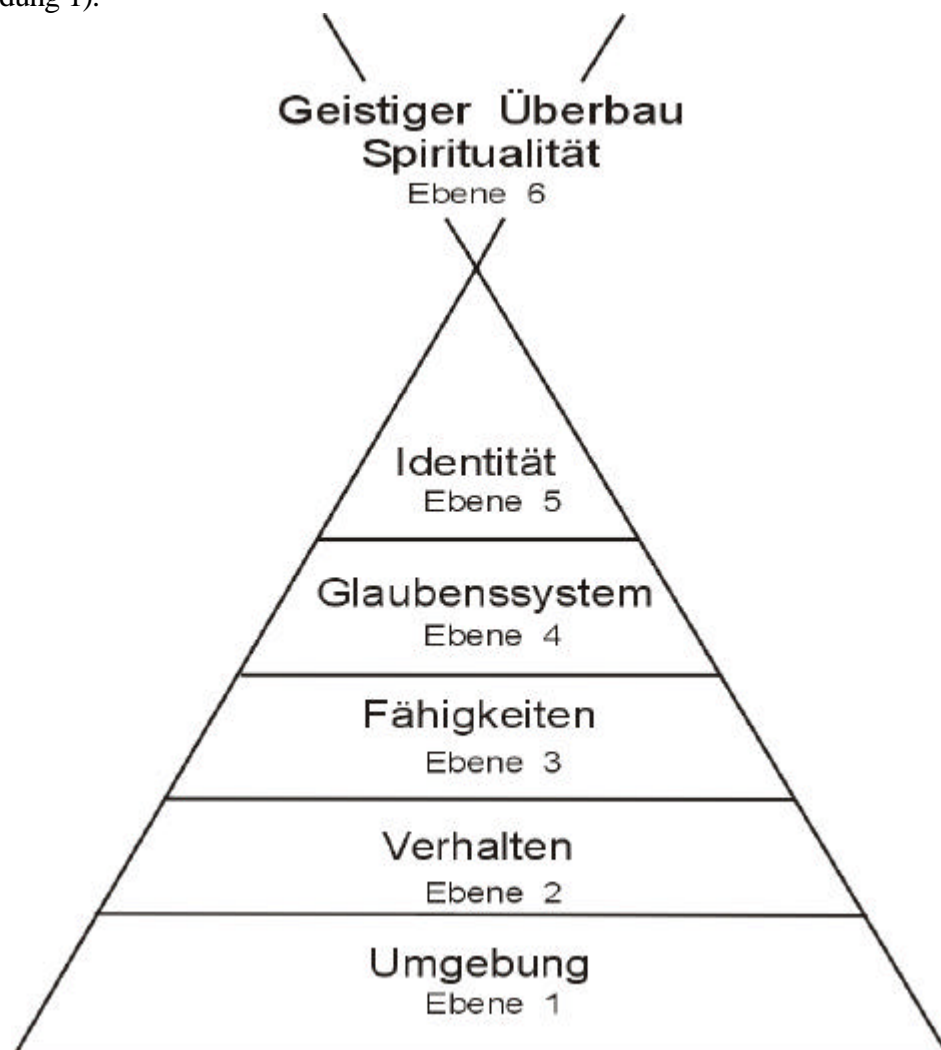 dung 1).
Geistiger Überbau
Spiritualität
Ebene 6
Identität
Ebene 5
Glaubenssystem
Ebene 4
Fähigkeiten
Ebene 3
Verhalten
Ebene 2
Umgebung
Ebene 1